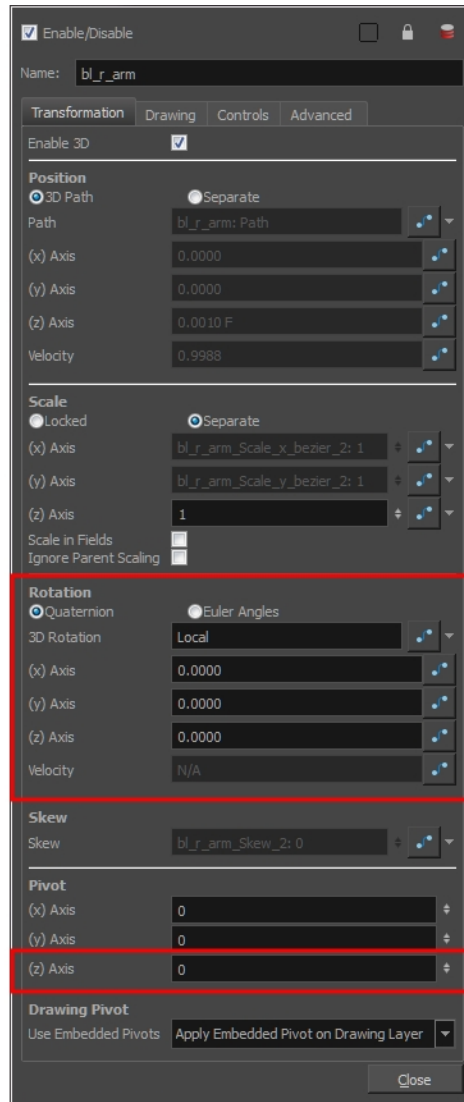 Enable/Disable
Name: bl_r_arm
Transformation Drawing Controls Advanced
Enable 3D
Position
3D Path Separate
Path bl_r_arm: Path
(x) Axis 0.0000
(y) Axis 0.0000
(z) Axis 0.0010 F
Velocity 0.9988
Scale
Locked Separate
(x) Axis bl_r_arm_Scale_x_bezier_2: 1
(y) Axis bl_r_arm_Scale_y_bezier_2: 1
(z) Axis 1
Scale in Fields
Ignore Parent Scaling
Rotation
Quaternion Euler Angles
3D Rotation Local
(x) Axis 0.0000
(y) Axis 0.0000
(z) Axis 0.0000
Velocity N/A
Skew
Skew bl_r_arm_Skew_2: 0
Pivot
(x) Axis 0
(y) Axis 0
(z) Axis 0
Drawing Pivot
Use Embedded Pivots Apply Embedded Pivot on Drawing Layer
Close